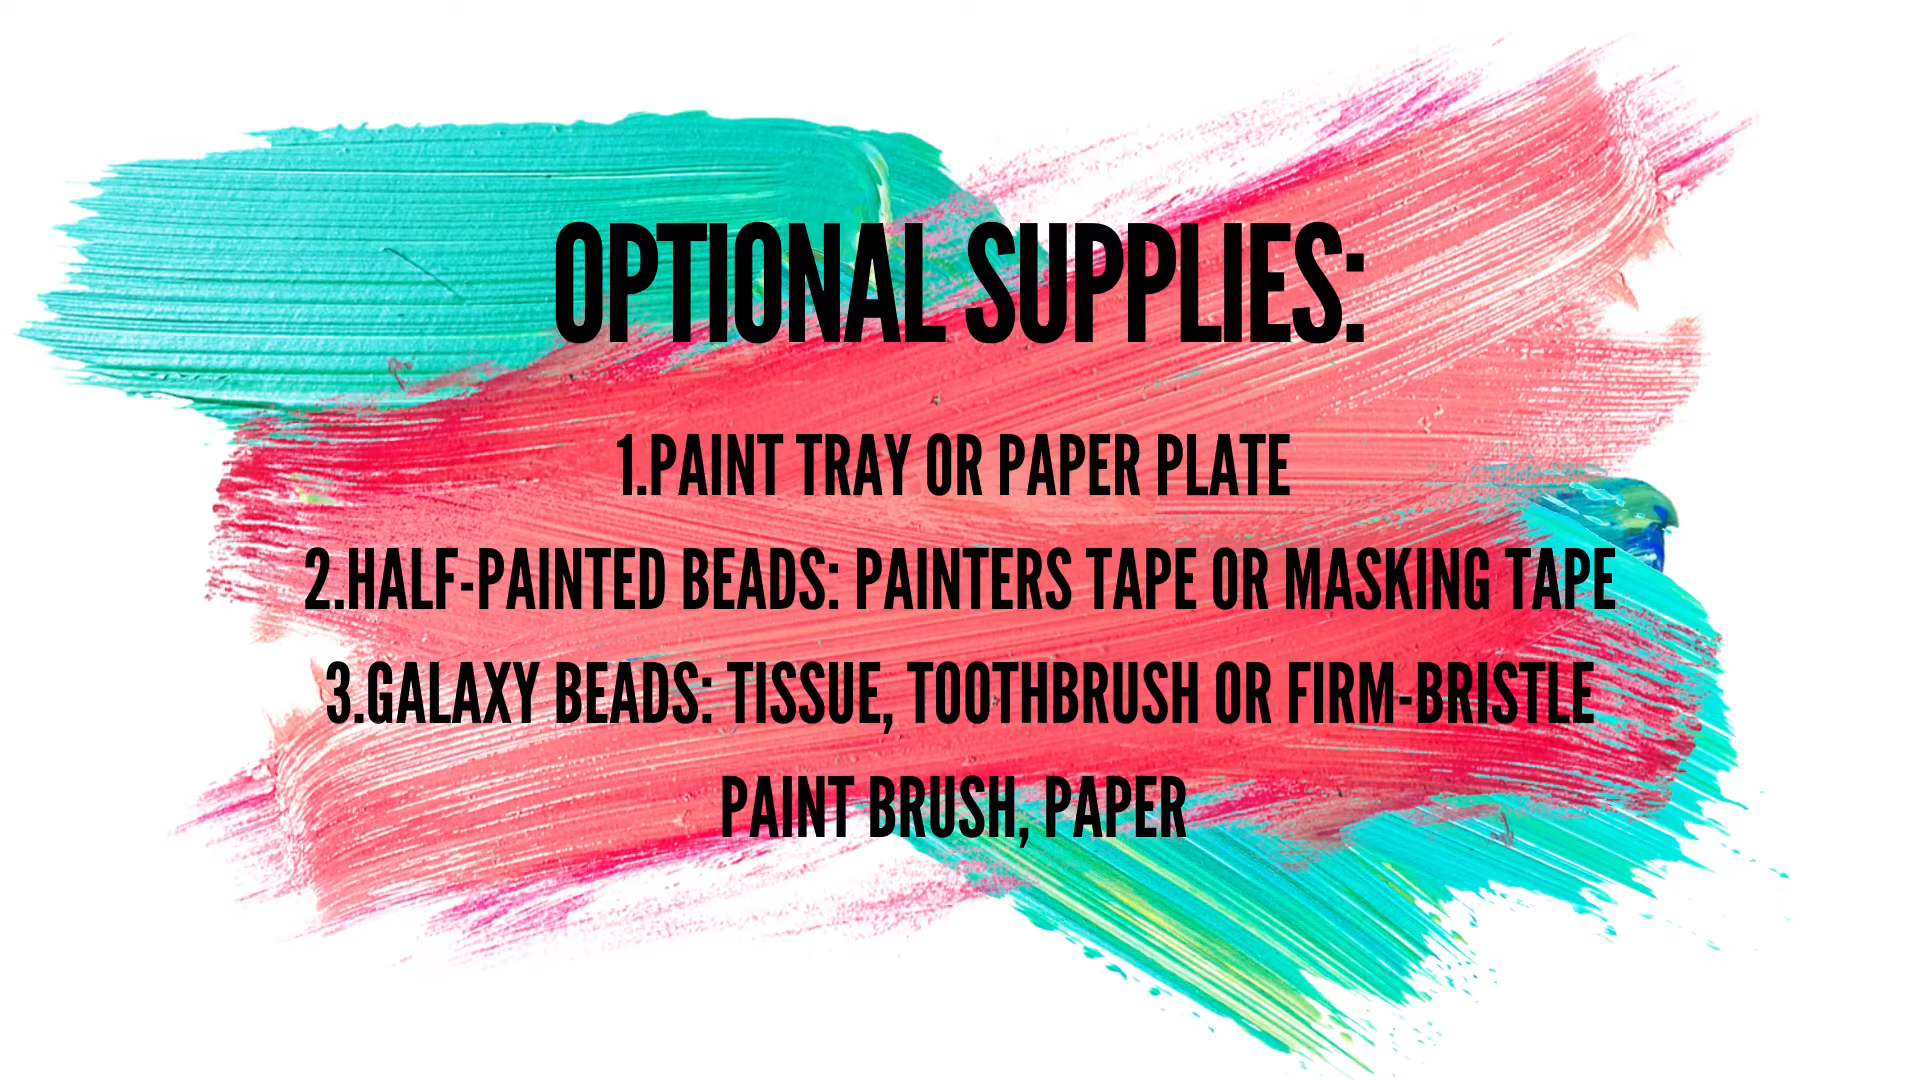 OPTIONAL SUPPLIES:
1.PAINT TRAY OR PAPER PLATE
2.HALF-PAINTED BEADS: PAINTERS TAPE OR MASKING TAPE
3.GALAXY BEADS: TISSUE, TOOTHBRUSH OR FIRM-BRISTLE
PAINT BRUSH, PAPER